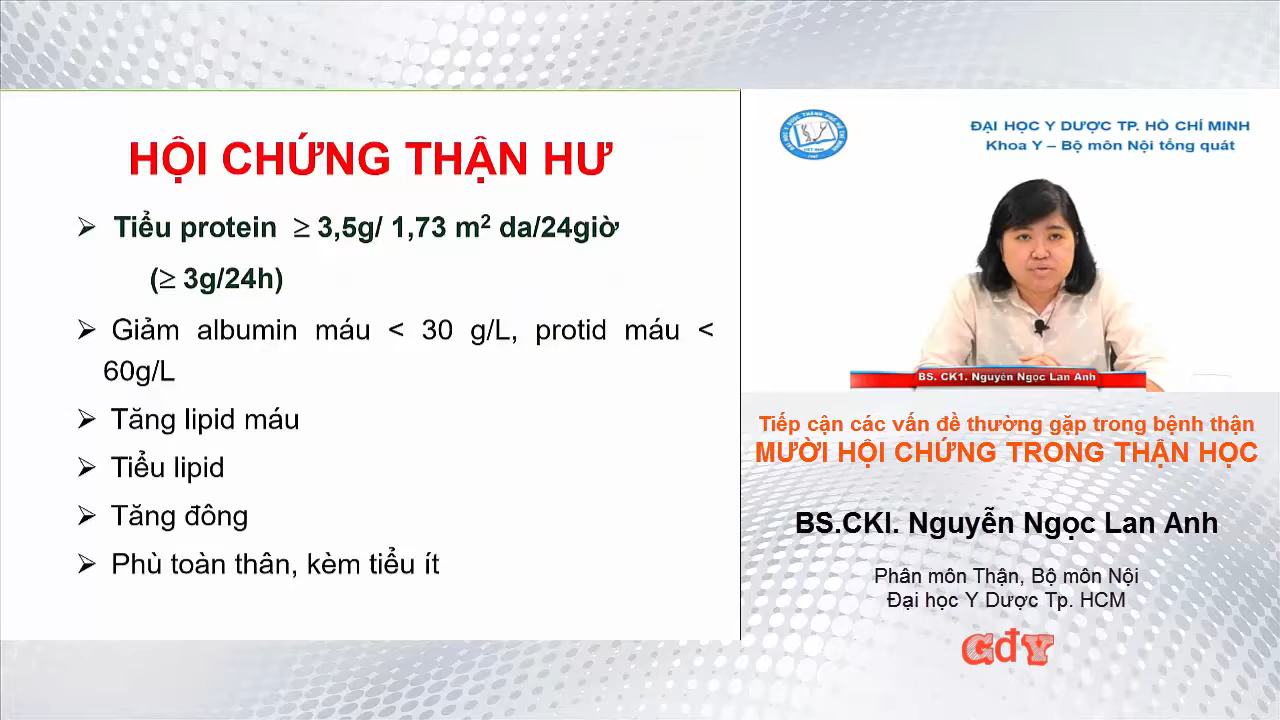 HỘI CHỨNG THẬN HƯ
➢ Tiểu protein ≥ 3,5g/ 1,73 m² da/24giờ
(≥ 3g/24h)
➢ Giảm albumin máu < 30 g/L, protid máu <
60g/L
➢ Tăng lipid máu
➢ Tiểu lipid
➢ Tăng đông
➢ Phù toàn thân, kèm tiểu ít
ĐẠI HỌC Y DƯỢC TP. HỒ CHÍ MINH
Khoa Y – Bộ môn Nội tổng quát
BS. CK1. Nguyễn Ngọc Lan Anh
Tiếp cận các vấn đề thường gặp trong bệnh thận
MƯỜI HỘI CHỨNG TRONG THẬN HỌC
BS.CKI. Nguyễn Ngọc Lan Anh
Phân môn Thận, Bộ môn Nội
Đại học Y Dược Tp. HCM
GđY